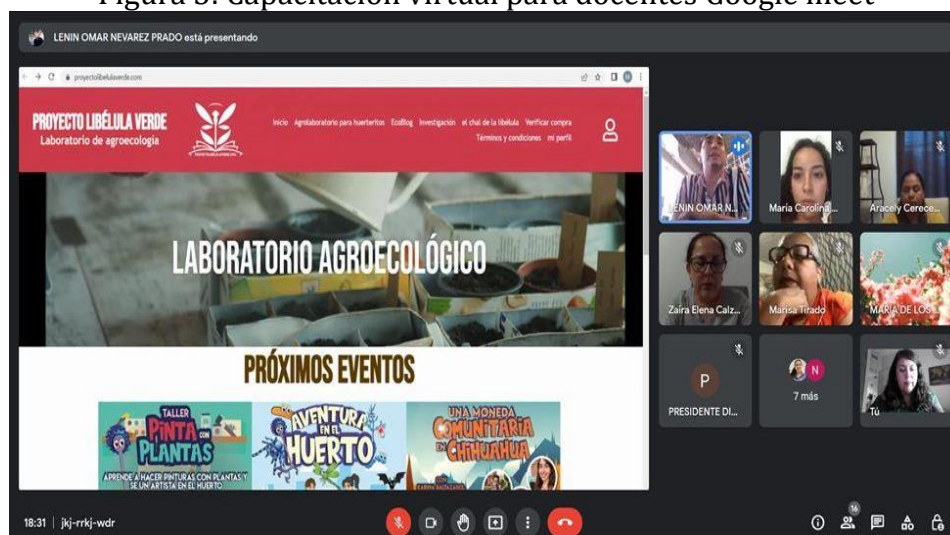 Figura 3. Capacitación virtual para docentes Google meet
LENIN OMAR NEVAREZ PRADO está presentando
proyectolibelulaverde.com
PROYECTO LIBÉLULA VERDE
Laboratorio de agroecología
Inicio Agrolaboratorio para huerteritos EcoBlog Investigación el chal de la libélula Verificar compra
Términos y condiciones mi perfil
LABORATORIO AGROECOLÓGICO
PRÓXIMOS EVENTOS
TALLER
PINTA CON
PLANTAS
APRENDE A HACER PINTURAS CON PLANTAS Y
SE UN ARTISTA EN EL HUERTO
AVENTURA
EN EL
HUERTO
UNA MONEDA
COMUNITARIA
EN CHIHUAHUA
LENIN OMAR N...
María Carolina ...
Aracely Cerece...
Zaira Elena Calz...
Marisa Tirado
MARIA DE LOS ...
P
PRESIDENTE DI...
N
7 más
Tú
18:31 | jkj-rrkj-wdr
16